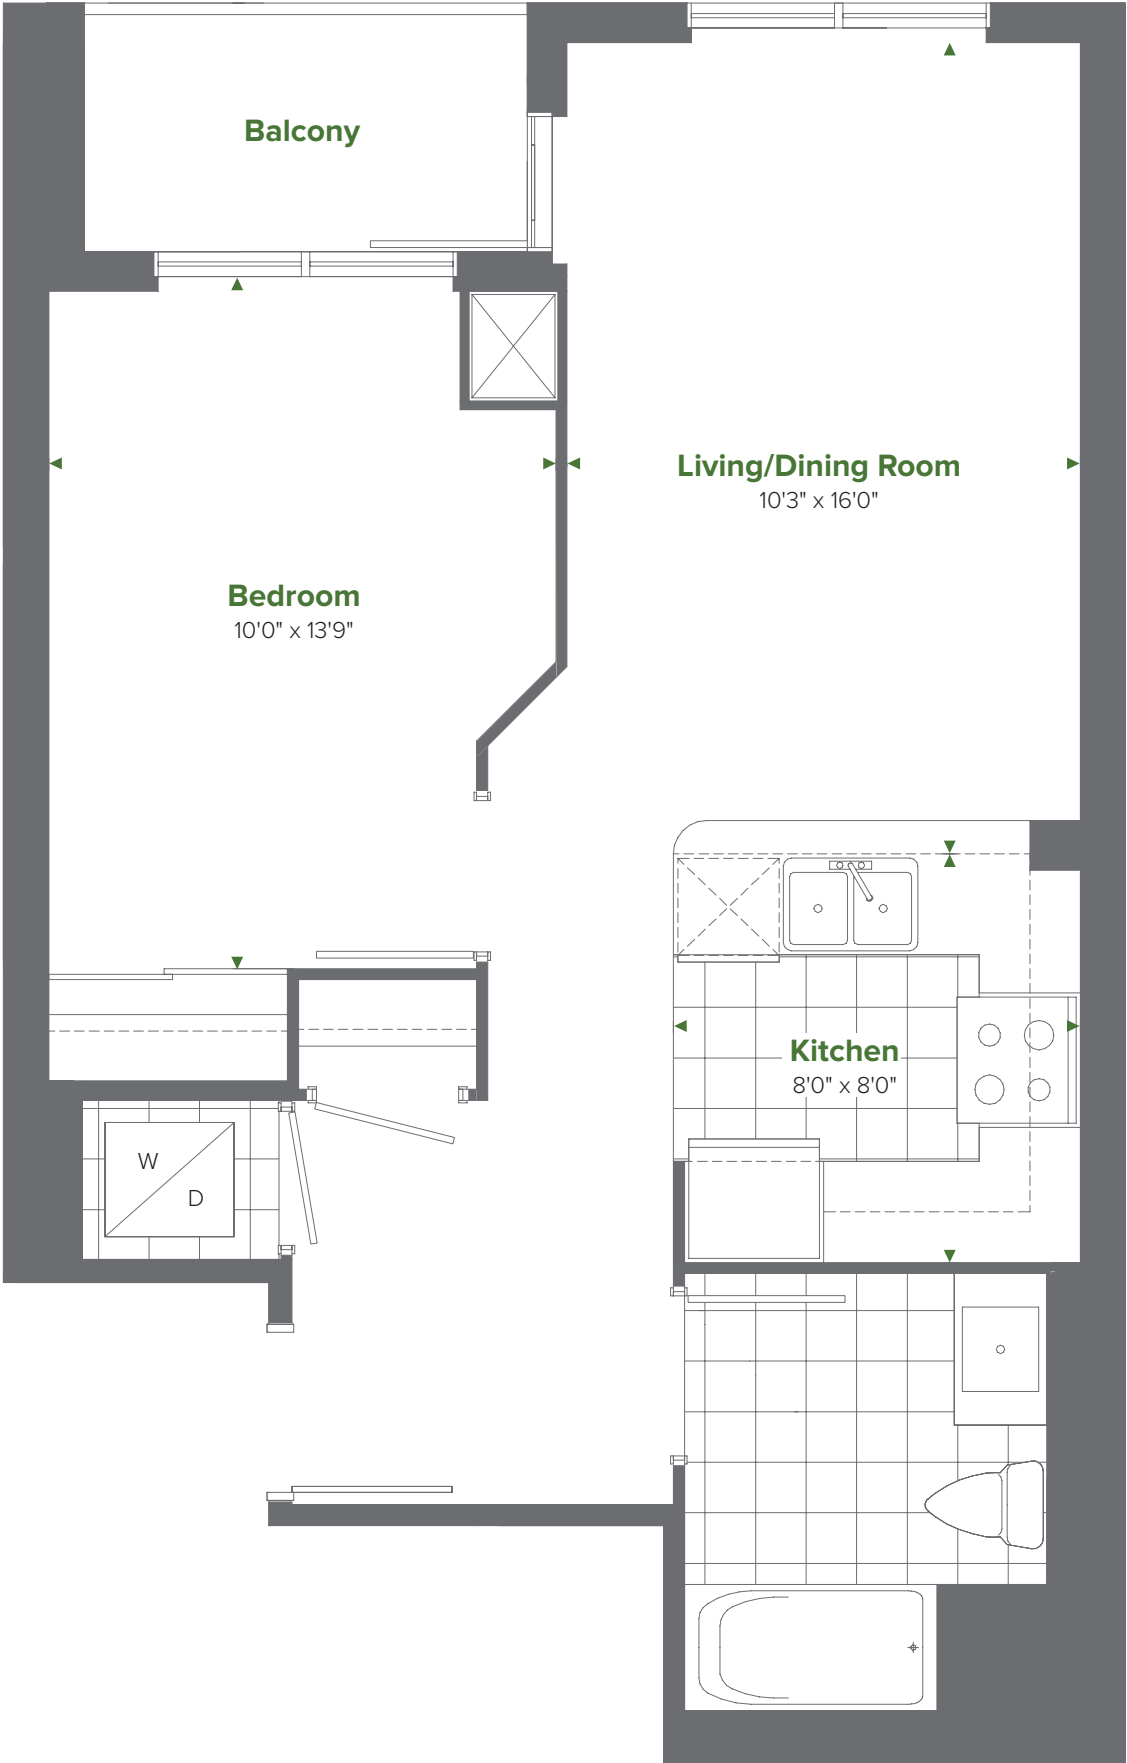 Balcony
Living/Dining Room
10'3" x 16'0"
Bedroom
10'0" x 13'9"
Kitchen
8'0" x 8'0"
W
D